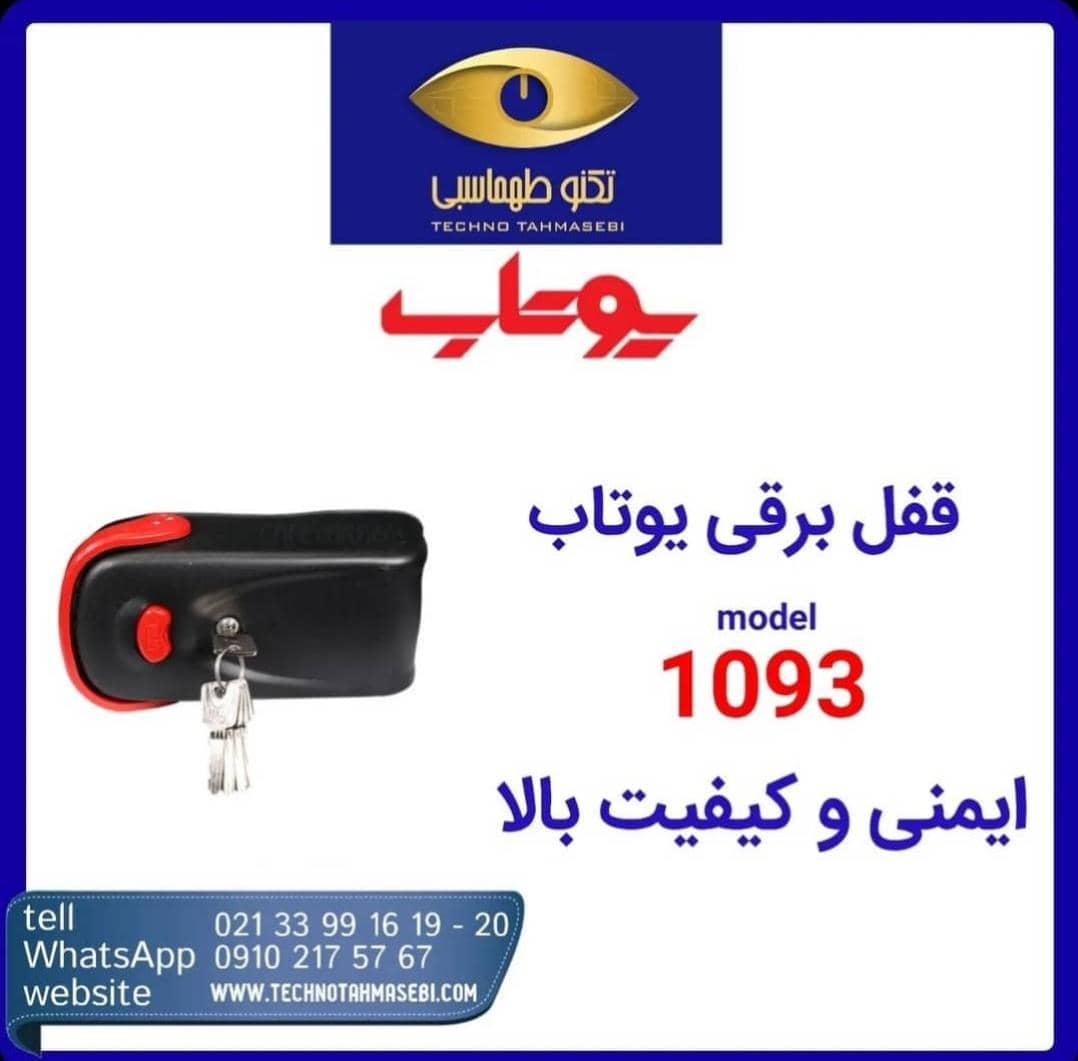 تکنو طهماسبی
TECHNO TAHMASEBI
یوتاب
قفل برقی یوتاب
model
1093
ایمنی و کیفیت بالا
tell 021 33 99 16 19 - 20
WhatsApp 0910 217 57 67
website WWW.TECHNOTAHMASEBI.COM